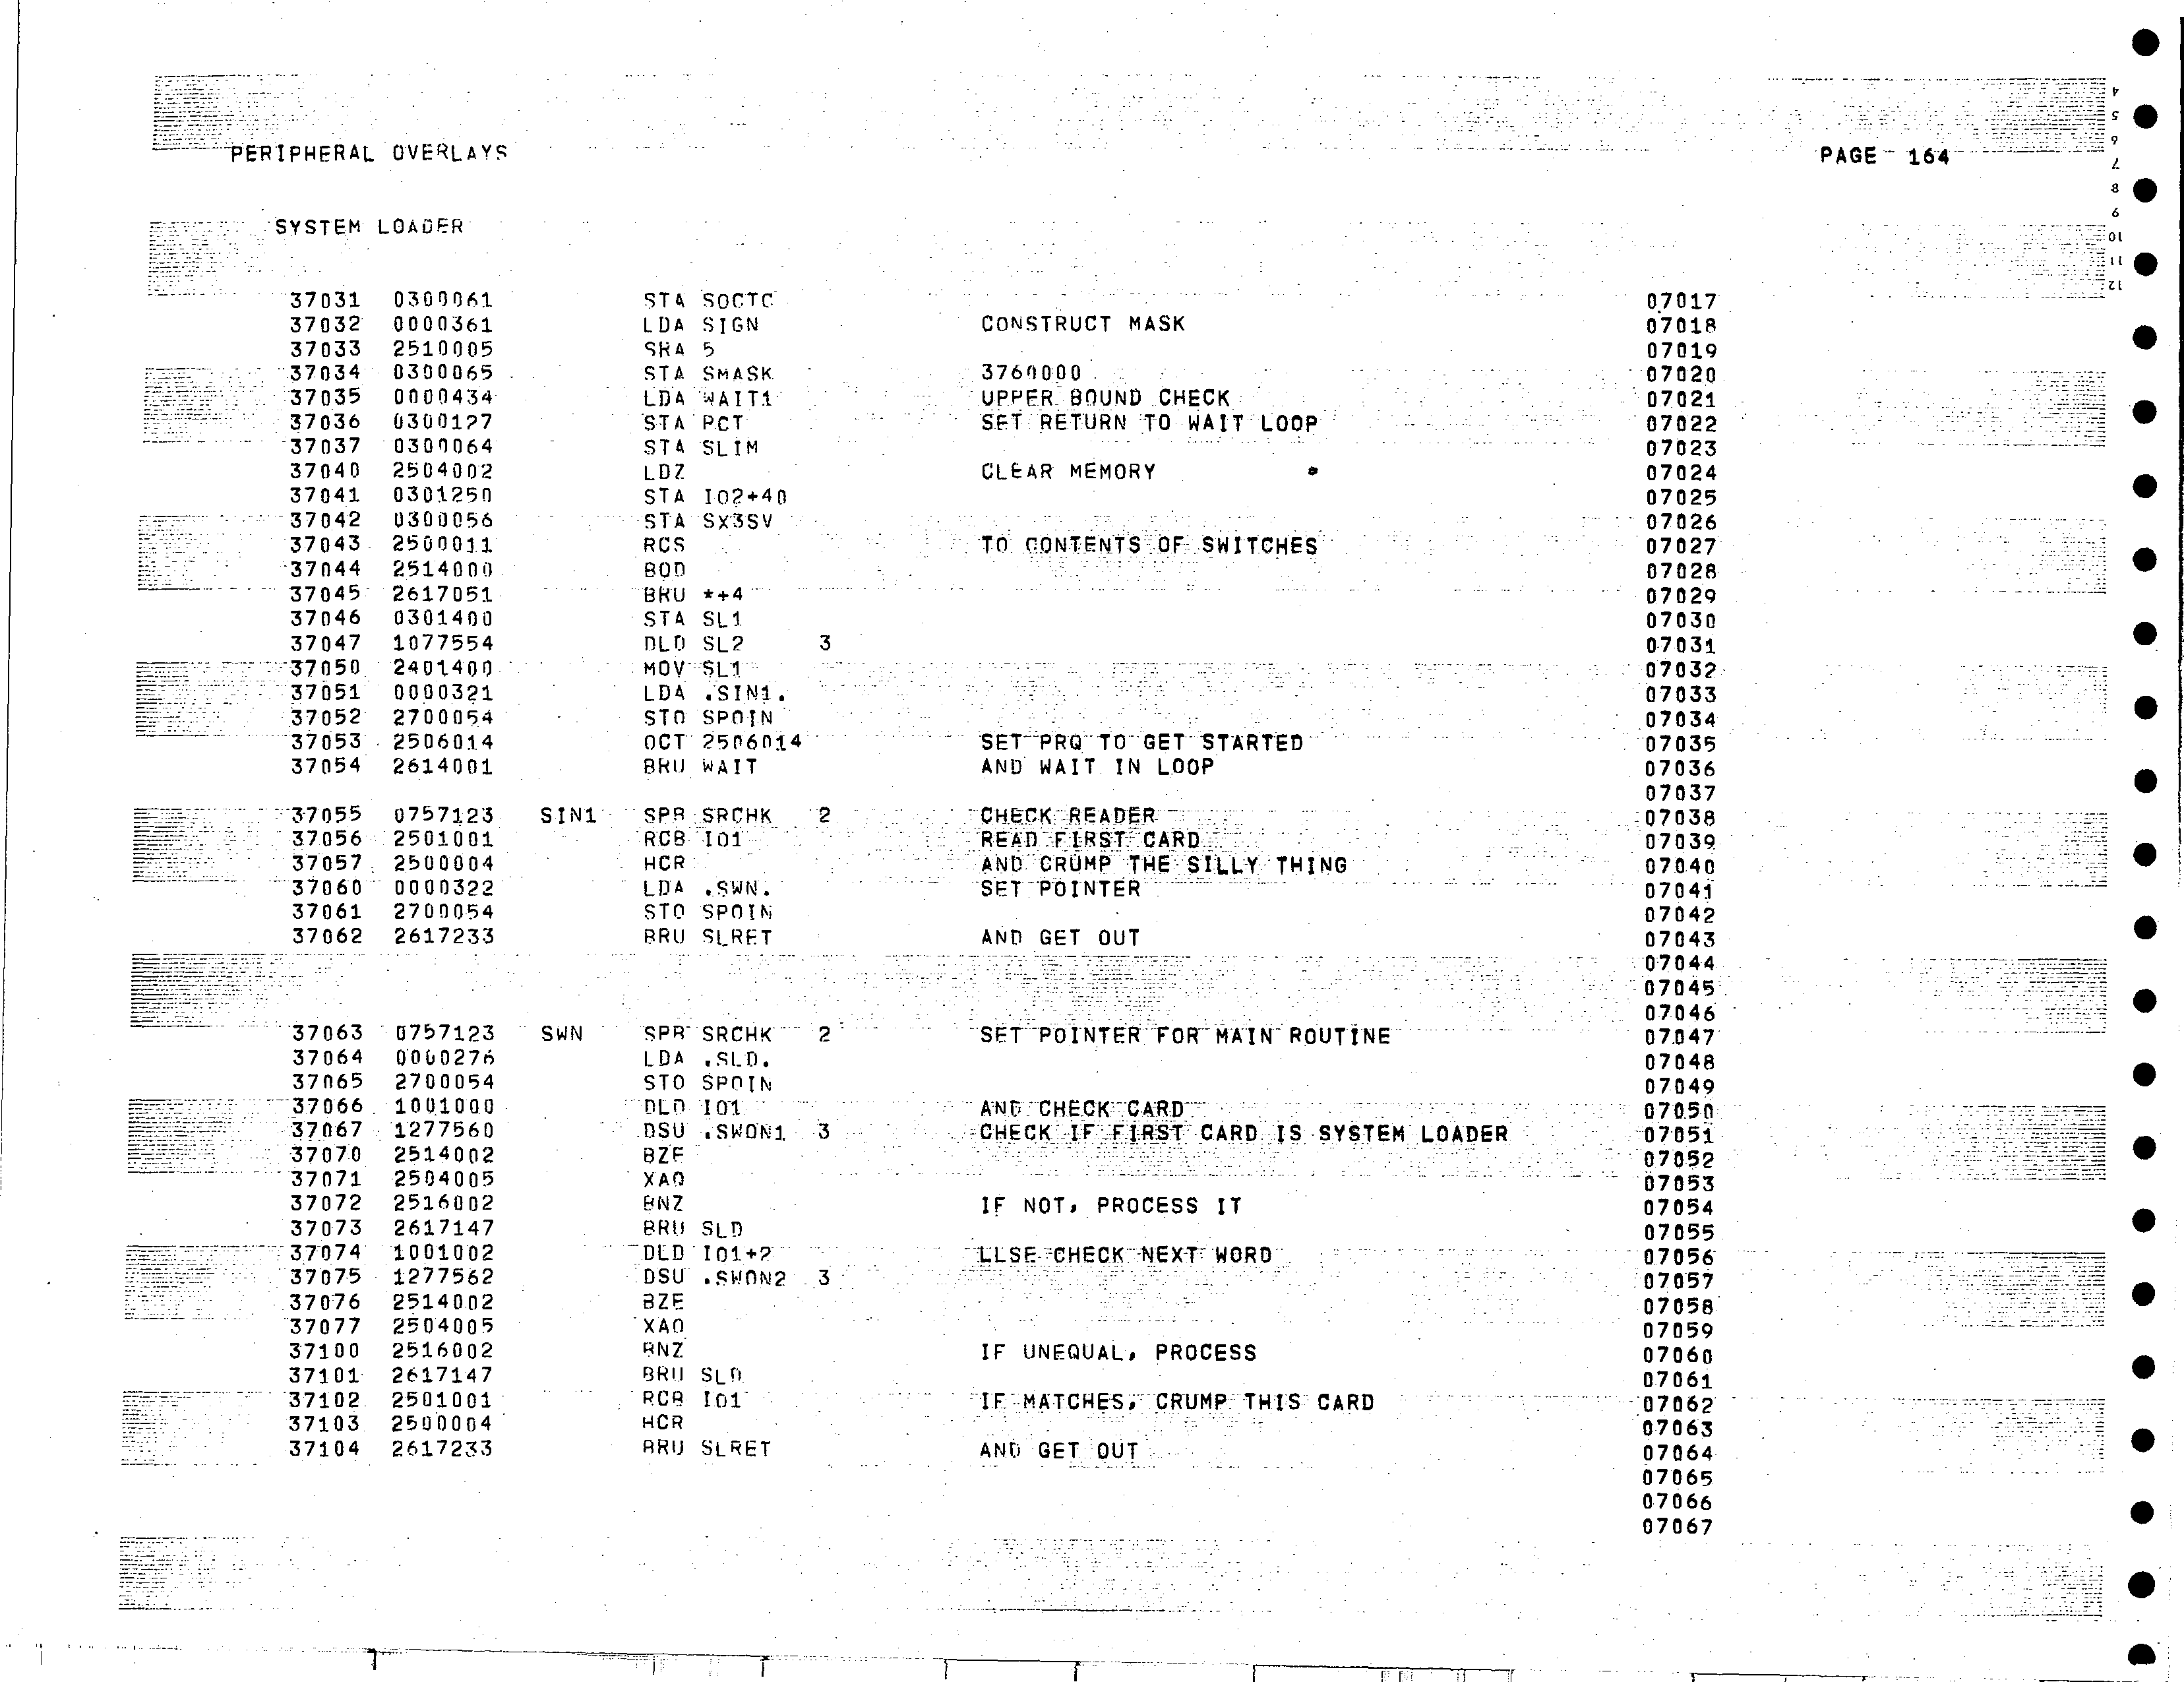 PERIPHERAL OVERLAYS PAGE 164
SYSTEM LOADER
37031 0300061 STA SOCTC 07017
37032 0000361 LDA SIGN CONSTRUCT MASK 07018
37033 2510005 SRA 5 07019
37034 0300065 STA SMASK 3760000 07020
37035 0000434 LDA WAIT1 UPPER BOUND CHECK 07021
37036 0300127 STA PCT SET RETURN TO WAIT LOOP 07022
37037 0300064 STA SLIM 07023
37040 2504002 LDZ CLEAR MEMORY 07024
37041 0301250 STA IO2+40 07025
37042 0300056 STA SX3SV 07026
37043 2500011 RCS TO CONTENTS OF SWITCHES 07027
37044 2514000 BOD 07028
37045 2617051 BRU *+4 07029
37046 0301400 STA SL1 07030
37047 1077554 DLD SL2 3 07031
37050 2401400 MOV SL1 07032
37051 0000321 LDA .SIN1. 07033
37052 2700054 STO SPOIN 07034
37053 2506014 OCT 2506014 SET PRQ TO GET STARTED 07035
37054 2614001 BRU WAIT AND WAIT IN LOOP 07036
07037
37055 0757123 SIN1 SPB SRCHK 2 CHECK READER 07038
37056 2501001 RCB IO1 READ FIRST CARD 07039
37057 2500004 HCR AND CRUMP THE SILLY THING 07040
37060 0000322 LDA .SWN. SET POINTER 07041
37061 2700054 STO SPOIN 07042
37062 2617233 BRU SLRET AND GET OUT 07043
07044
07045
07046
37063 0757123 SWN SPB SRCHK 2 SET POINTER FOR MAIN ROUTINE 07047
37064 0000276 LDA .SLD. 07048
37065 2700054 STO SPOIN 07049
37066 1001000 DLD IO1 AND CHECK CARD 07050
37067 1277560 DSU .SWON1 3 CHECK IF FIRST CARD IS SYSTEM LOADER 07051
37070 2514002 BZE 07052
37071 2504005 XAQ 07053
37072 2516002 BNZ IF NOT, PROCESS IT 07054
37073 2617147 BRU SLD 07055
37074 1001002 DLD IO1+2 LLSE CHECK NEXT WORD 07056
37075 1277562 DSU .SWON2 3 07057
37076 2514002 BZE 07058
37077 2504005 XAQ 07059
37100 2516002 BNZ IF UNEQUAL, PROCESS 07060
37101 2617147 BRU SLD 07061
37102 2501001 RCB IO1 IF MATCHES, CRUMP THIS CARD 07062
37103 2500004 HCR 07063
37104 2617233 BRU SLRET AND GET OUT 07064
07065
07066
07067
4
5
6
7
8
9
10
11
12